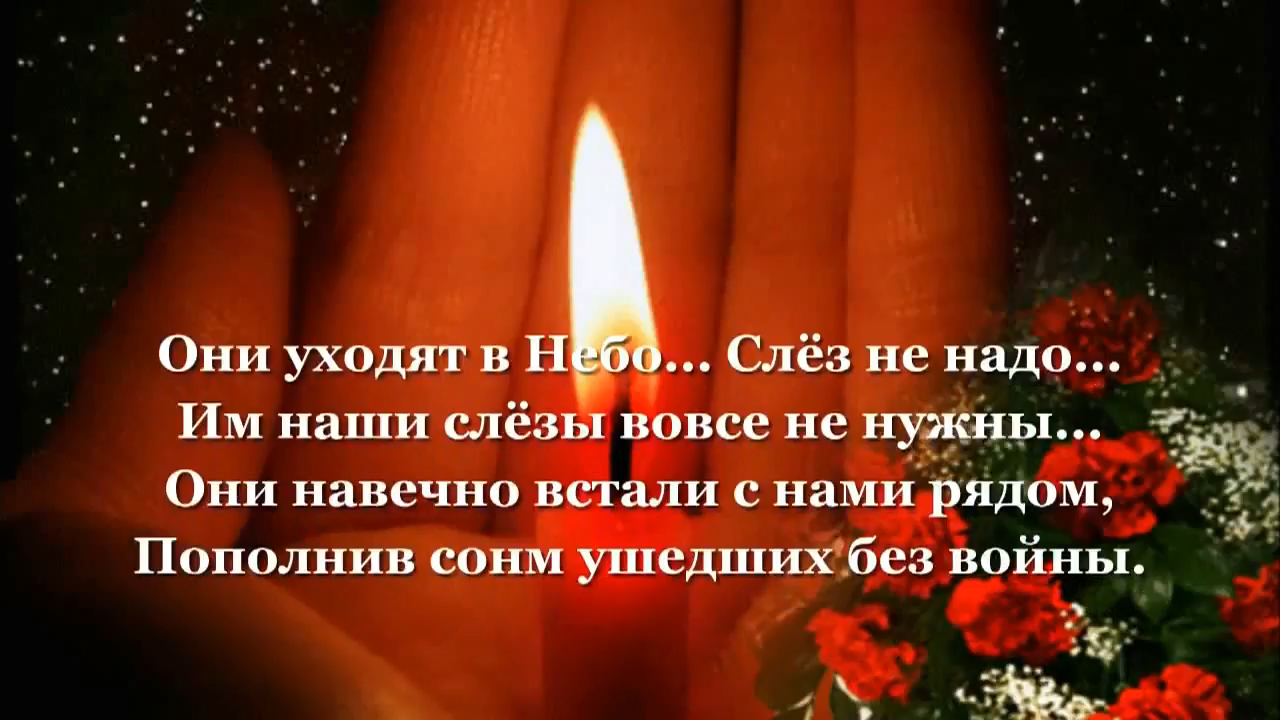 Они уходят в Небо... Слёз не надо...
Им наши слёзы вовсе не нужны...
Они навечно встали с нами рядом,
Пополнив сонм ушедших без войны.